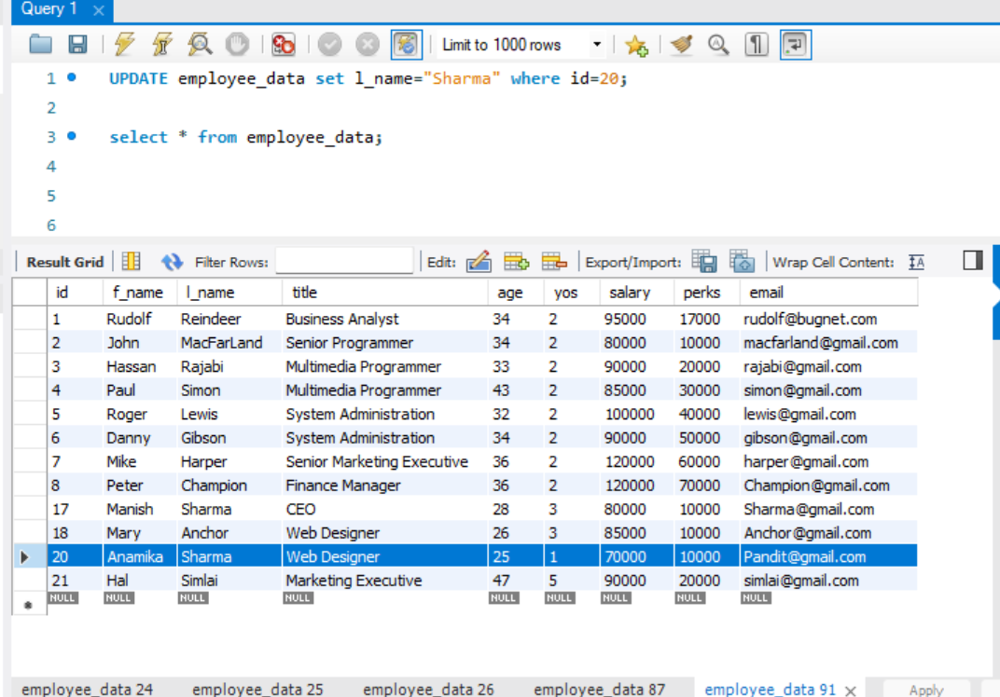 Query 1
Limit to 1000 rows
1 UPDATE employee_data set l_name="Sharma" where id=20;
2
3 select * from employee_data;
4
5
6
Result Grid Filter Rows: Edit: Export/Import: Wrap Cell Content:
id f_name l_name title age yos salary perks email
1 Rudolf Reindeer Business Analyst 34 2 95000 17000 rudolf@bugnet.com
2 John MacFarLand Senior Programmer 34 2 80000 10000 macfarland@gmail.com
3 Hassan Rajabi Multimedia Programmer 33 2 90000 20000 rajabi@gmail.com
4 Paul Simon Multimedia Programmer 43 2 85000 30000 simon@gmail.com
5 Roger Lewis System Administration 32 2 100000 40000 lewis@gmail.com
6 Danny Gibson System Administration 34 2 90000 50000 gibson@gmail.com
7 Mike Harper Senior Marketing Executive 36 2 120000 60000 harper@gmail.com
8 Peter Champion Finance Manager 36 2 120000 70000 Champion@gmail.com
17 Manish Sharma CEO 28 3 80000 10000 Sharma@gmail.com
18 Mary Anchor Web Designer 26 3 85000 10000 Anchor@gmail.com
20 Anamika Sharma Web Designer 25 1 70000 10000 Pandit@gmail.com
21 Hal Simlai Marketing Executive 47 5 90000 20000 simlai@gmail.com
NULL NULL NULL NULL NULL NULL NULL NULL NULL
employee_data 24 employee_data 25 employee_data 26 employee_data 87 employee_data 91 Apply